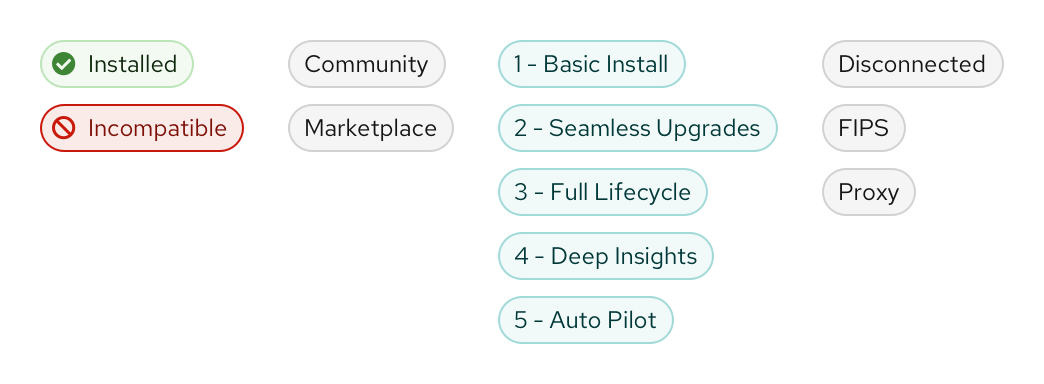 Installed
Incompatible
Community
Marketplace
1 - Basic Install
2 - Seamless Upgrades
3 - Full Lifecycle
4 - Deep Insights
5 - Auto Pilot
Disconnected
FIPS
Proxy